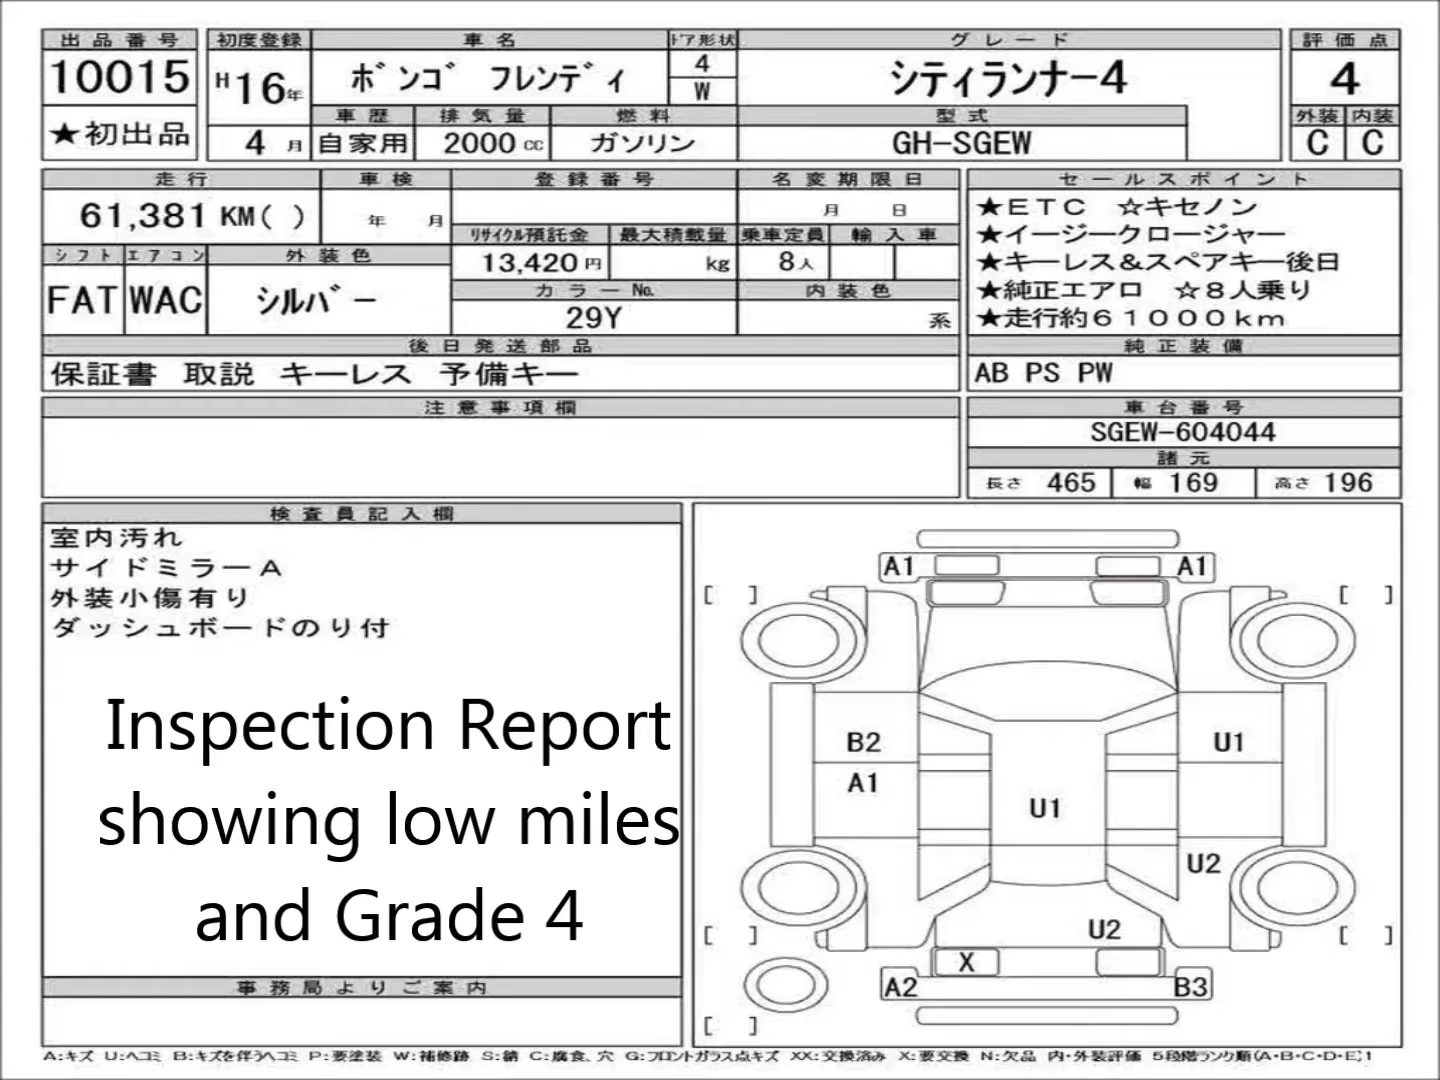 出品番号 初度登録 車名 ドア形状 グレード 評価点
10015 H16年 ボンゴ フレンディ 4 シティランナー4 4
W
★初出品 車歴 排気量 燃料 型式 外装 内装
4月 自家用 2000cc ガソリン GH-SGEW C C
走行 車検 登録番号 名変期限日 セールスポイント
61,381 KM( ) 年 月 月 日 ★ETC ☆キセノン
リサイクル預託金 最大積載量 乗車定員 輸入車 ★イージークロージャー
シフト エアコン 外装色 13,420円 kg 8人 ★キーレス&スペアキー後日
FAT WAC シルバー カラーNo. 内装色 ★純正エアロ ☆8人乗り
29Y 系 ★走行約61000km
後日発送部品 純正装備
保証書 取説 キーレス 予備キー AB PS PW
注意事項欄 車台番号
SGEW-604044
諸元
長さ 465 幅 169 高さ 196
検査員記入欄
室内汚れ
サイドミラーA
外装小傷有り
ダッシュボードのり付
Inspection Report
showing low miles
and Grade 4
事務局よりご案内
A1 A1
[ ] [ ]
B2 U1
A1
U1
U2
U2
[ ] [ ]
X
A2 B3
[ ]
A:キズ U:ヘコミ B:キズを伴うヘコミ P:要塗装 W:補修跡 S:錆 C:腐食、穴 G:フロントガラス点キズ XX:交換済み X:要交換 N:欠品 内・外装評価 5段階ランク順(A・B・C・D・E)1